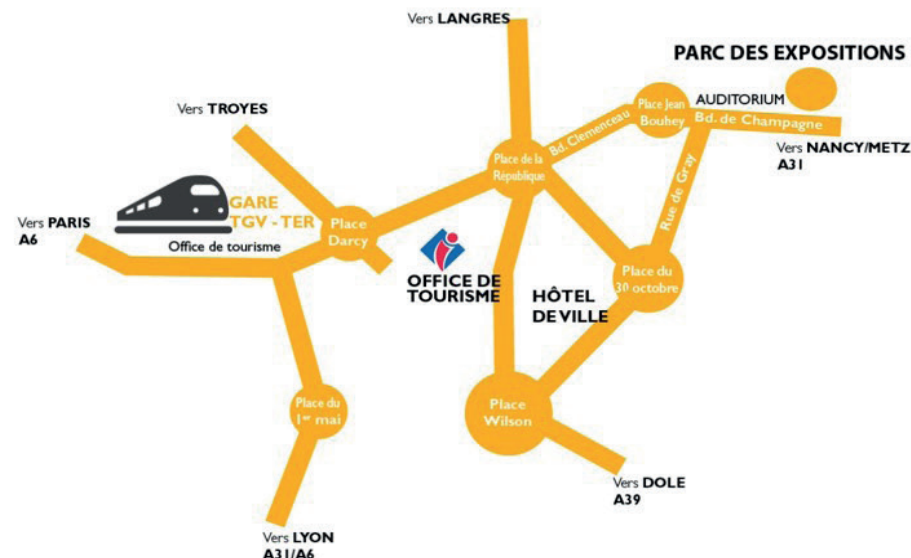 Vers LANGRES
PARC DES EXPOSITIONS
Vers TROYES
Place Jean
Bouhey
AUDITORIUM
Bd. de Champagne
Bd. Clemenceau
Vers NANCY/METZ
A31
Place de la
République
Rue de Gray
GARE
TGV - TER
Vers PARIS
A6
Office de tourisme
Place
Darcy
OFFICE DE
TOURISME
HÔTEL
DE VILLE
Place du
30 octobre
Place du
1er mai
Place
Wilson
Vers DOLE
A39
Vers LYON
A31/A6